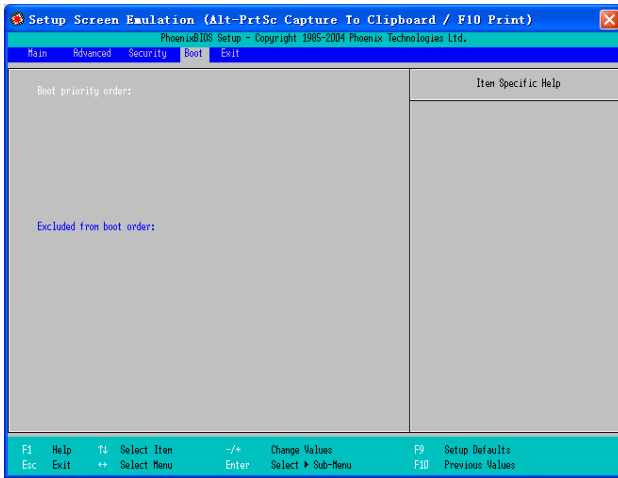 Setup Screen Emulation (Alt-PrtSc Capture To Clipboard / F10 Print)
PhoenixBIOS Setup - Copyright 1985-2004 Phoenix Technologies Ltd.
Main Advanced Security Boot Exit
Boot priority order:
Item Specific Help
Excluded from boot order:
F1 Help ↑↓ Select Item -/+ Change Values F9 Setup Defaults
Esc Exit ↔ Select Menu Enter Select ▶ Sub-Menu F10 Previous Values